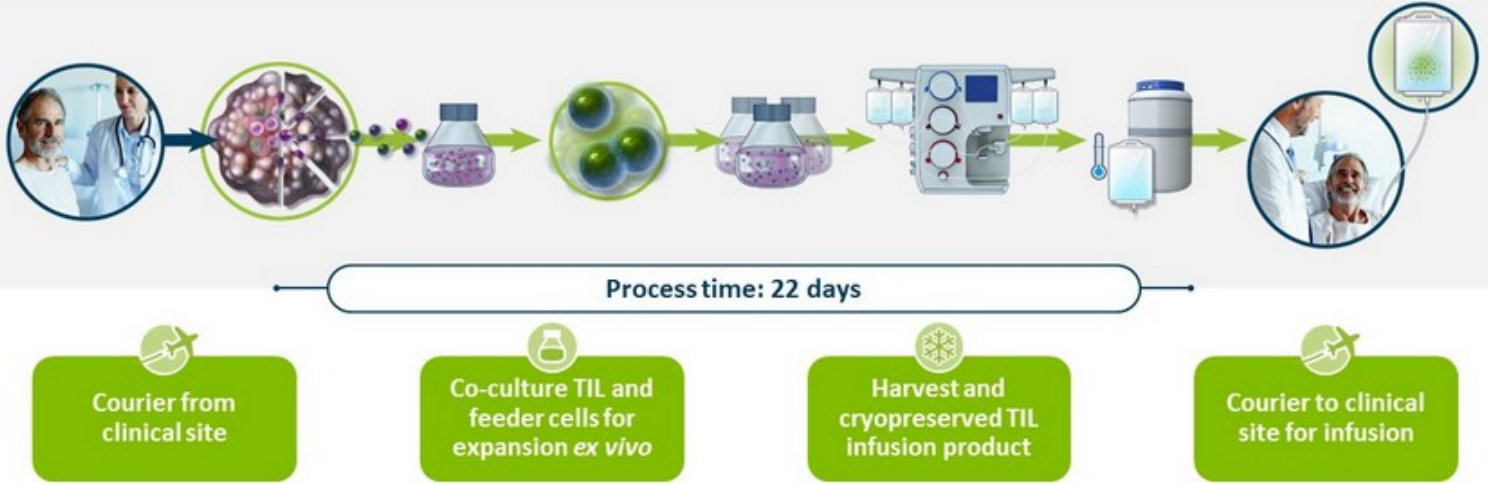 Process time: 22 days
Courier from
clinical site
Co-culture TIL and
feeder cells for
expansion ex vivo
Harvest and
cryopreserved TIL
infusion product
Courier to clinical
site for infusion